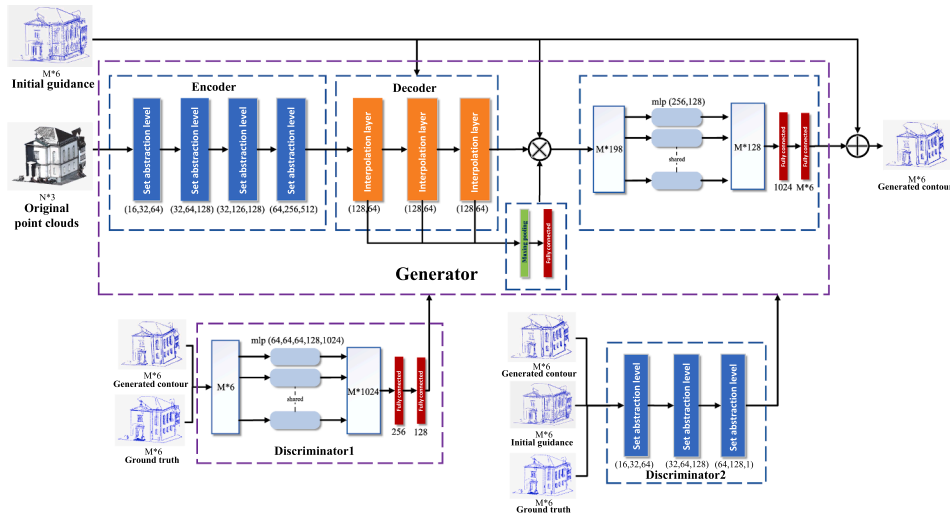 M*6
Initial guidance
N*3
Original
point clouds
Encoder
Set abstraction level
Set abstraction level
Set abstraction level
Set abstraction level
(16,32,64)
(32,64,128)
(32,126,128)
(64,256,512)
Decoder
Interpolation layer
Interpolation layer
Interpolation layer
(128,64)
(128,64)
(128,64)
Maxing pooling
Fully connected
Generator
M*198
mlp (256,128)
shared
M*128
Fully connected
Fully connected
1024
M*6
M*6
Generated contour
M*6
Generated contour
M*6
Ground truth
M*6
mlp (64,64,64,128,1024)
shared
M*1024
Fully connected
Fully connected
256
128
Discriminator1
M*6
Generated contour
M*6
Initial guidance
M*6
Ground truth
Set abstraction level
Set abstraction level
Set abstraction level
(16,32,64)
(32,64,128)
(64,128,1)
Discriminator2